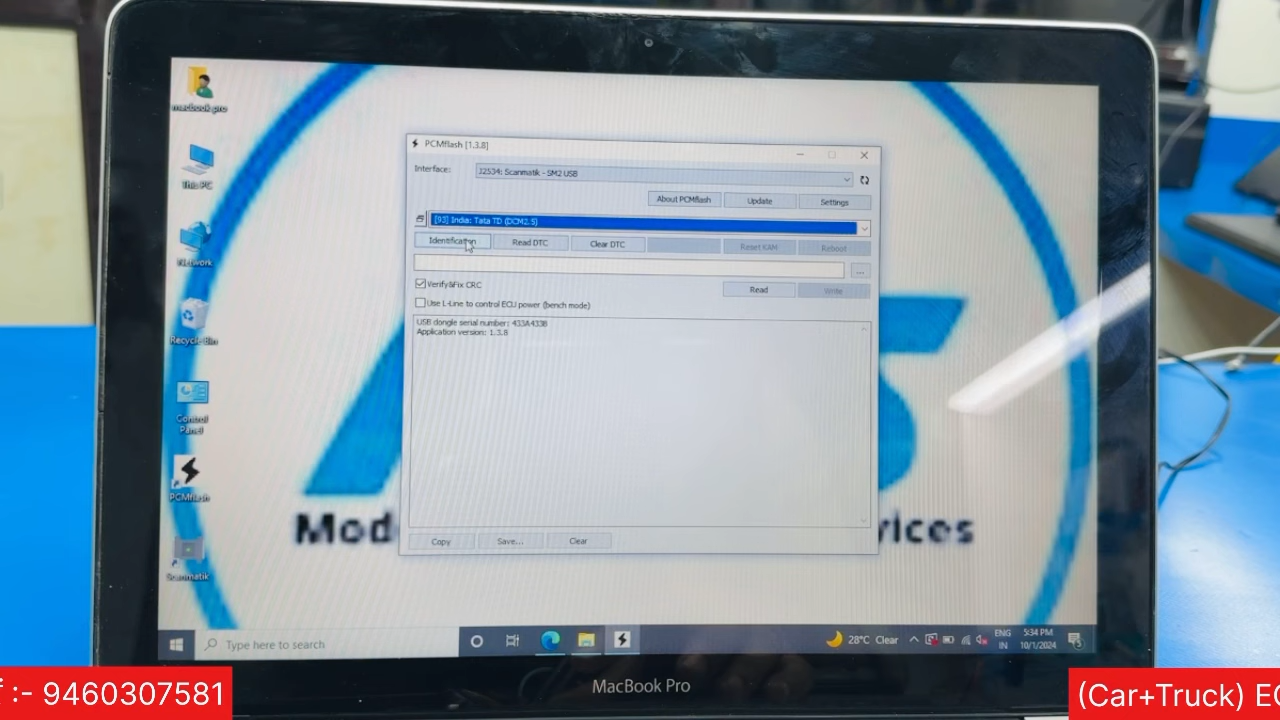 macbook pro
This PC
Network
Recycle Bin
Control
Panel
PCMflash
Scanmatik
PCMflash [1.3.8]
Interface:
J2534: Scanmatik - SM2 USB
About PCMflash
Update
Settings
[93] India: Tata TD (DCM2.5)
Identification
Read DTC
Clear DTC
Reset KAM
Reboot
...
Verify&Fix CRC
Read
Write
Use L-Line to control ECU power (bench mode)
USB dongle serial number: 433A433B
Application version: 1.3.8
Copy
Save...
Clear
Mod
vices
Type here to search
28°C Clear
ENG
IN
5:34 PM
10/1/2024
MacBook Pro
:- 9460307581
(Car+Truck) EC